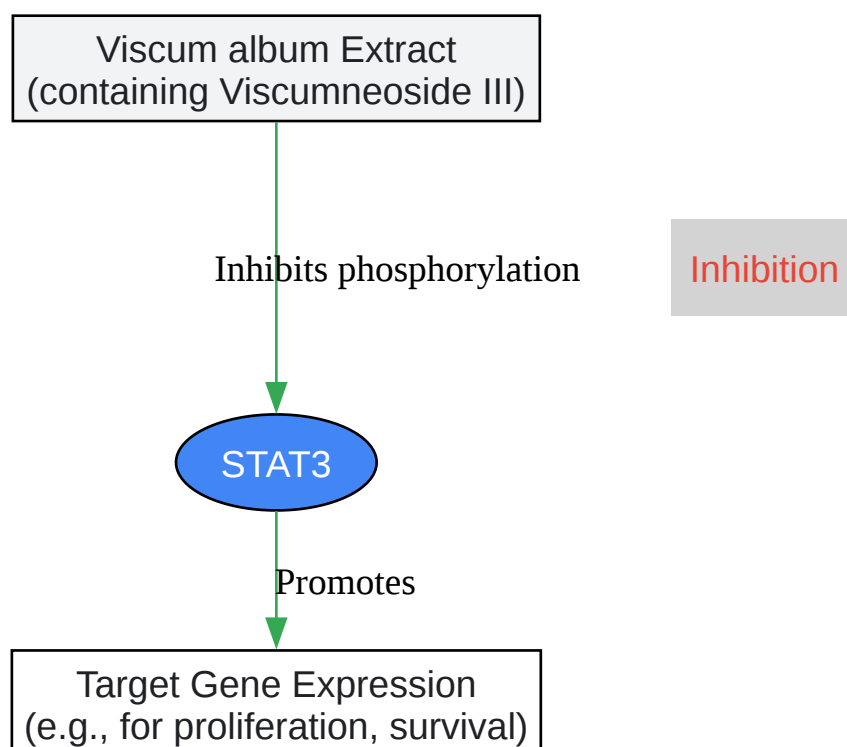 Viscum album Extract
(containing Viscumneoside III)
Inhibits phosphorylation
Inhibition
STAT3
Promotes
Target Gene Expression
(e.g., for proliferation, survival)